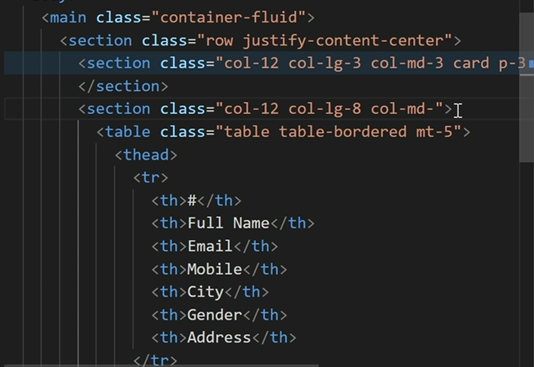 <main class="container-fluid">
<section class="row justify-content-center">
<section class="col-12 col-lg-3 col-md-3 card p-3
</section>
<section class="col-12 col-lg-8 col-md-">
<table class="table table-bordered mt-5">
<thead>
<tr>
<th>#</th>
<th>Full Name</th>
<th>Email</th>
<th>Mobile</th>
<th>City</th>
<th>Gender</th>
<th>Address</th>
</tr>